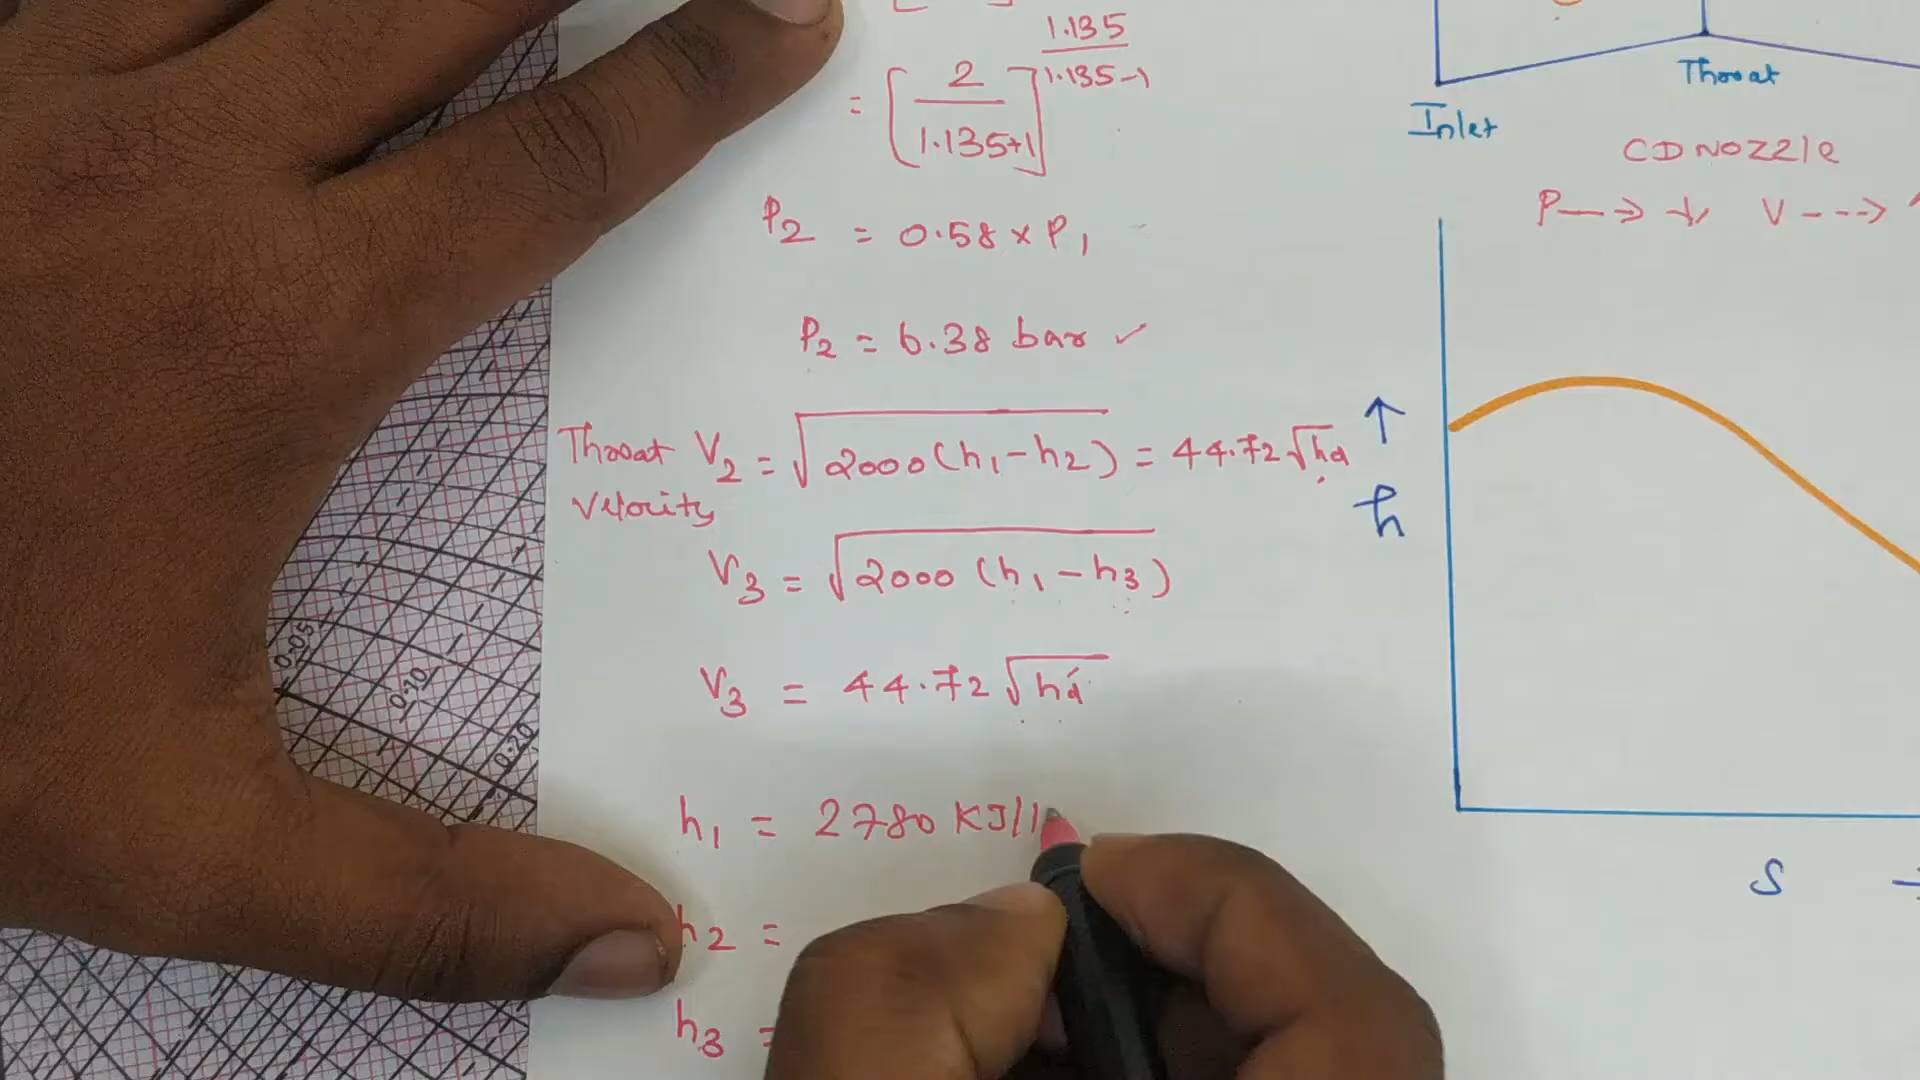 1.135
1.135-1
= [2
1.135+1]
P2 = 0.58 x P1
P2 = 6.38 bar ✓
Throat V2 = √2000(h1-h2) = 44.72√hd
Velocity
V3 = √2000 (h1-h3)
V3 = 44.72 √hd'
h1 = 2780 KJ/
h2 =
h3 =
0.05
0.10
0.20
Throat
Inlet
CD NOZZLE
P--→ ↓ V ---→
↑
h
S